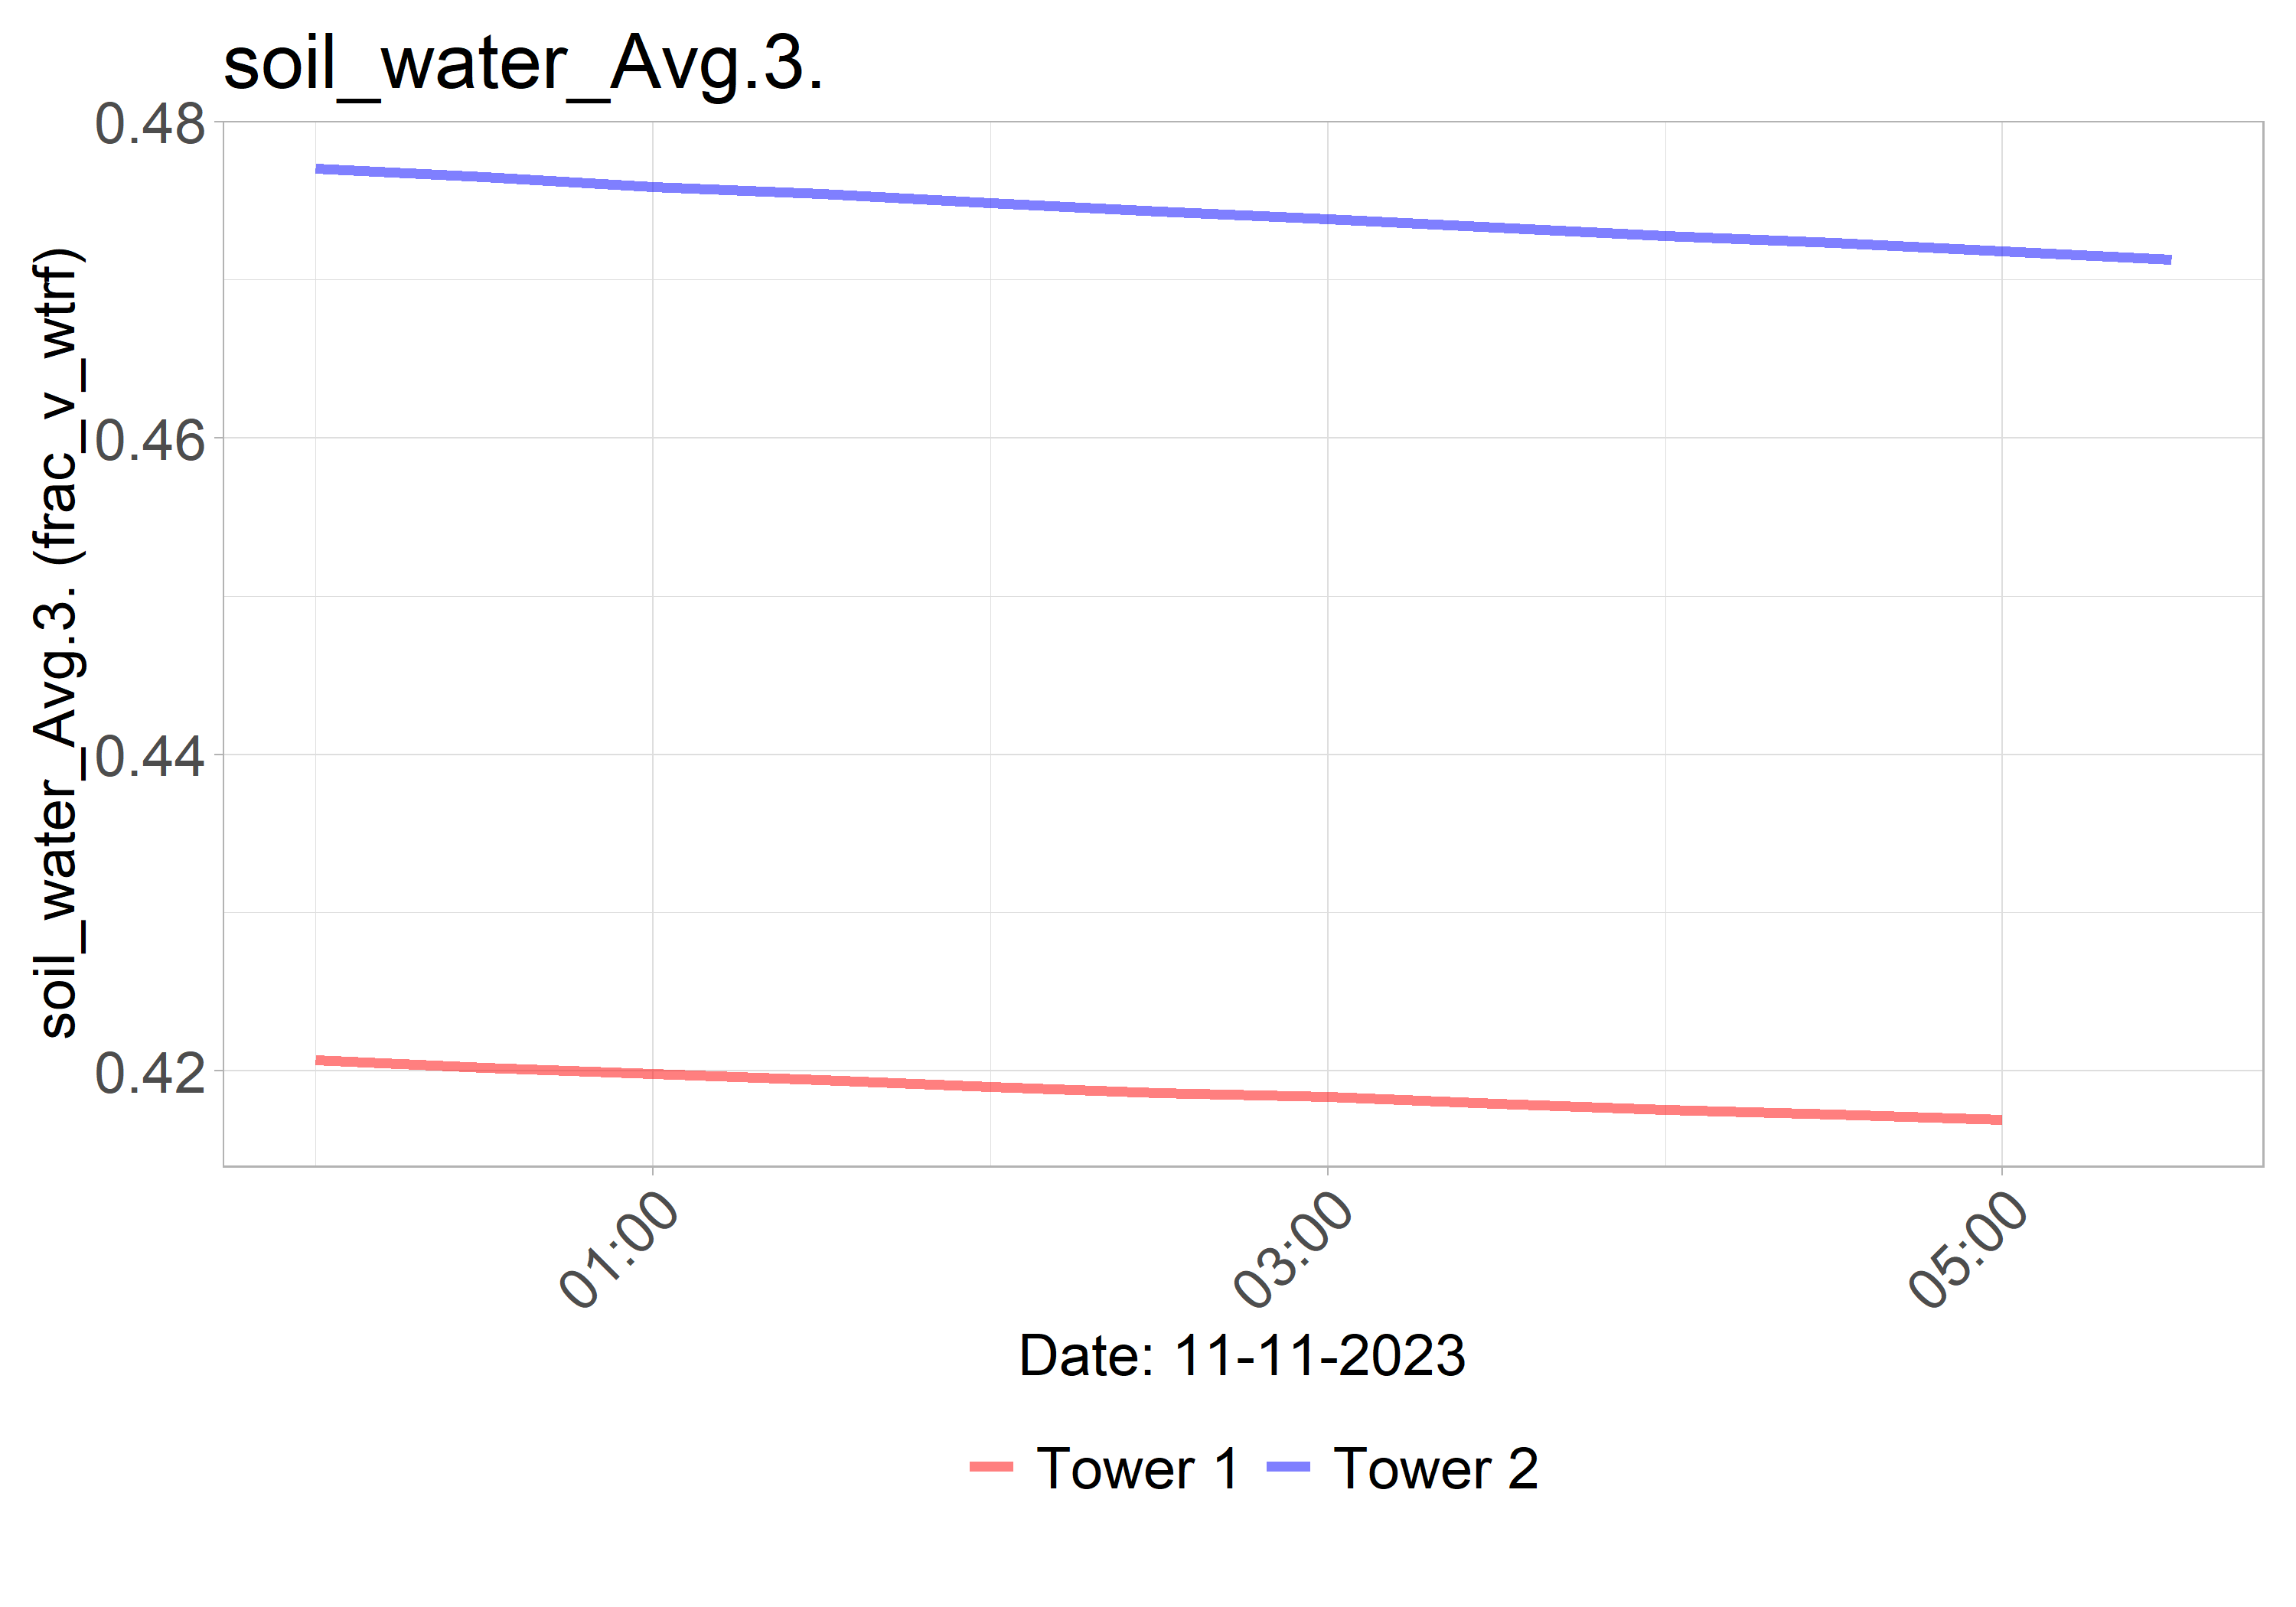 soil_water_Avg.3.
soil_water_Avg.3. (frac_v_wtrf)
0.48
0.46
0.44
0.42
01:00
03:00
05:00
Date: 11-11-2023
Tower 1
Tower 2